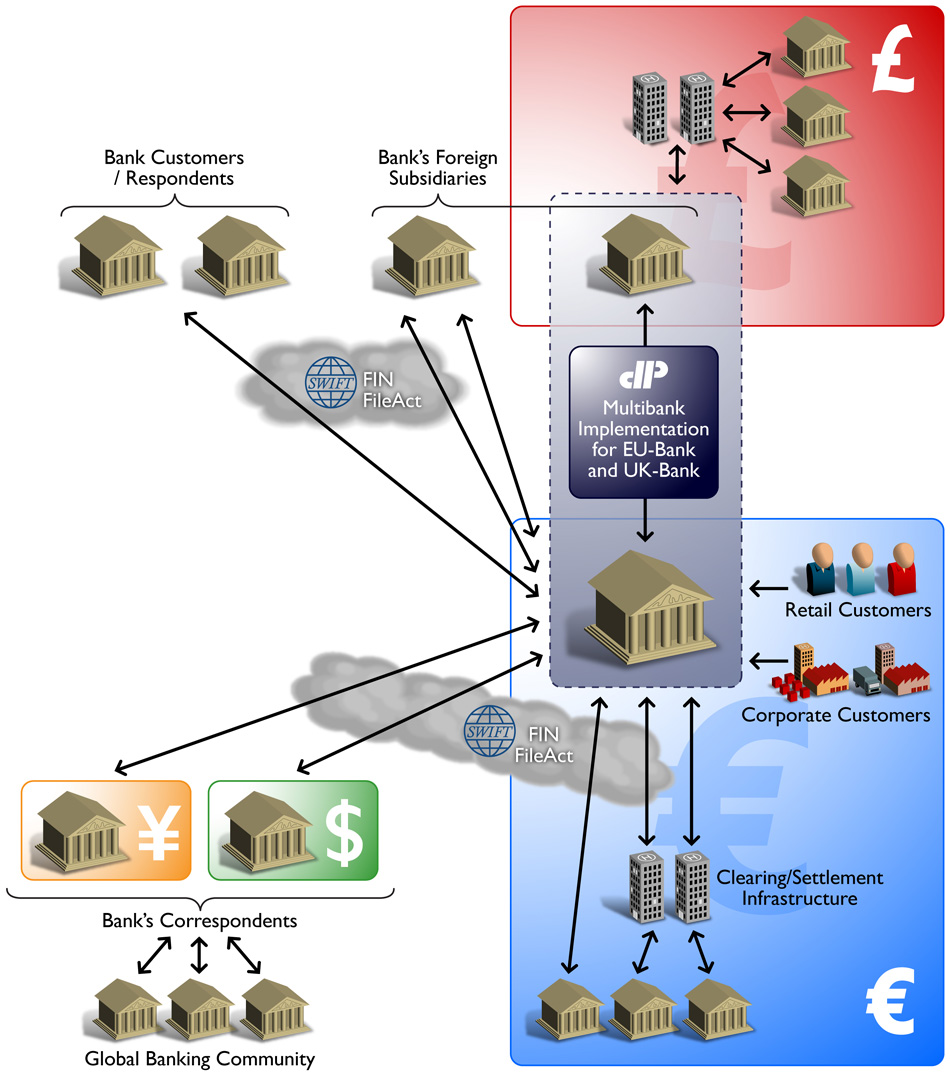 £
Bank Customers
/ Respondents
Bank's Foreign
Subsidiaries
SWIFT
FIN
FileAct
Multibank
Implementation
for EU-Bank
and UK-Bank
Retail Customers
Corporate Customers
SWIFT
FIN
FileAct
¥
$
Clearing/Settlement
Infrastructure
Bank's Correspondents
€
Global Banking Community